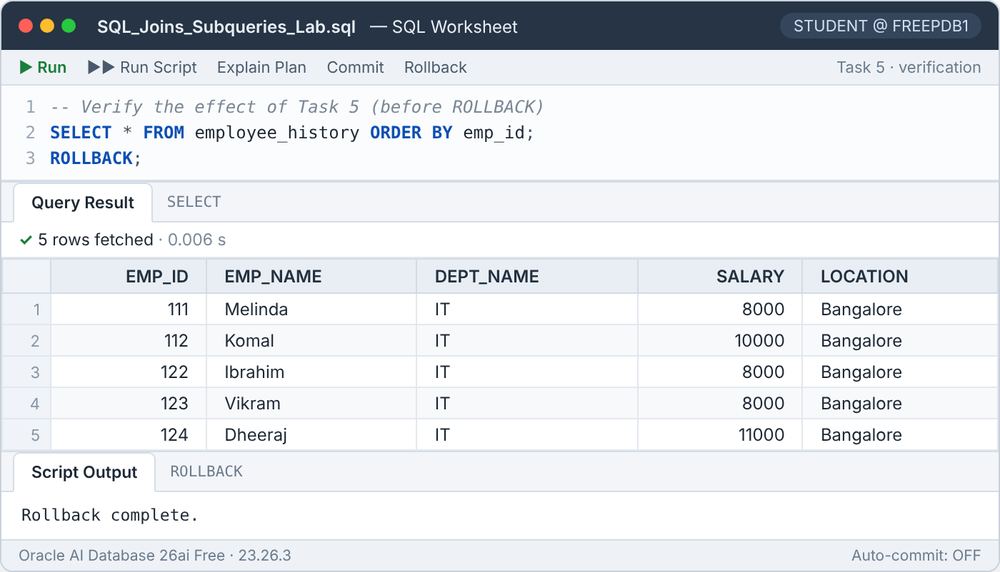 SQL_Joins_Subqueries_Lab.sql — SQL Worksheet STUDENT @ FREEPDB1
Run Run Script Explain Plan Commit Rollback Task 5 · verification
1 -- Verify the effect of Task 5 (before ROLLBACK)
2 SELECT * FROM employee_history ORDER BY emp_id;
3 ROLLBACK;
Query Result SELECT
✓ 5 rows fetched · 0.006 s
EMP_ID EMP_NAME DEPT_NAME SALARY LOCATION
1 111 Melinda IT 8000 Bangalore
2 112 Komal IT 10000 Bangalore
3 122 Ibrahim IT 8000 Bangalore
4 123 Vikram IT 8000 Bangalore
5 124 Dheeraj IT 11000 Bangalore
Script Output ROLLBACK
Rollback complete.
Oracle AI Database 26ai Free · 23.26.3 Auto-commit: OFF